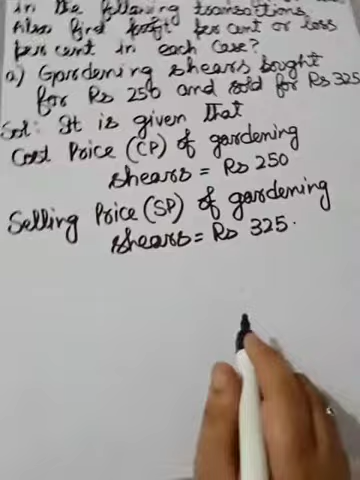 in the following transactions.
Also find profit per cent or loss
per cent in each case?
a) Gardening shears bought
for Rs 250 and sold for Rs 325
Sol: It is given that
Cost Price (CP) of gardening
shears = Rs 250
Selling Price (SP) of gardening
shears = Rs 325.